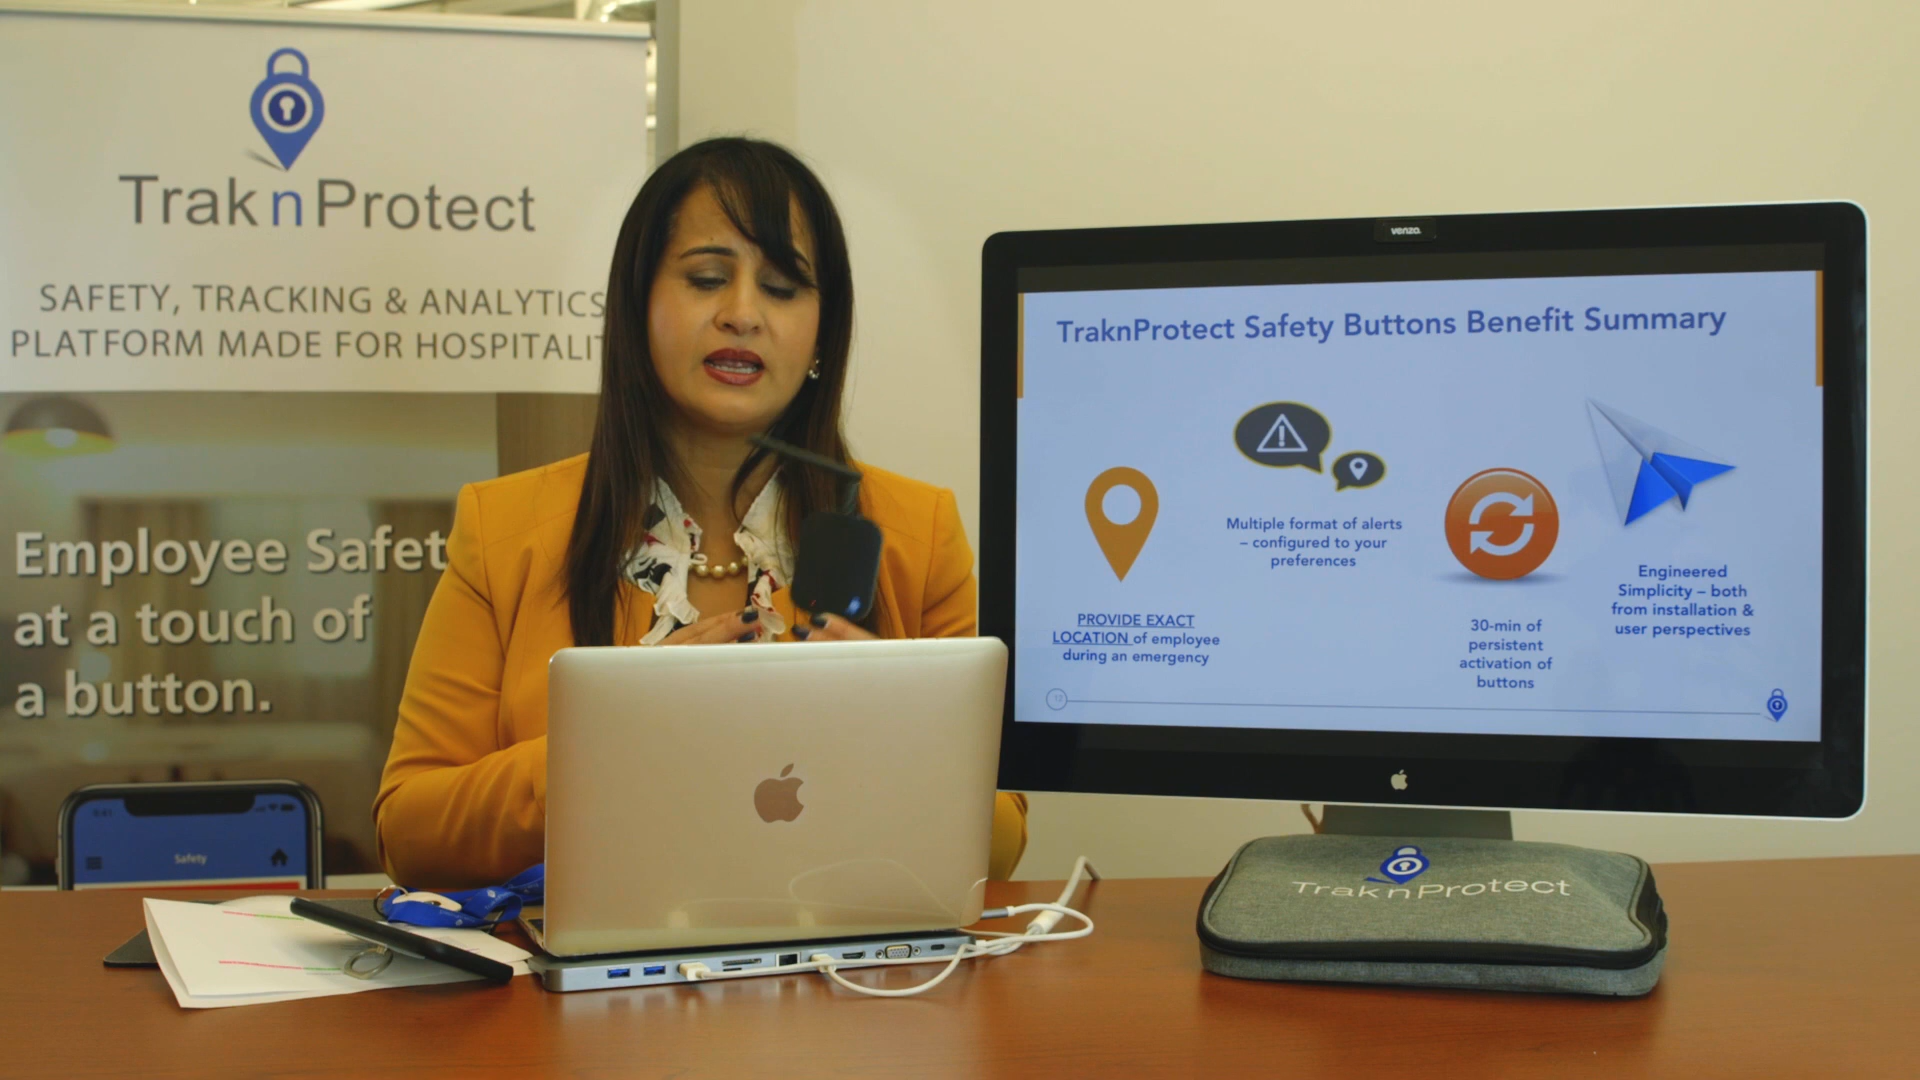 TraknProtect
SAFETY, TRACKING & ANALYTICS
PLATFORM MADE FOR HOSPITALI
Employee Safet
at a touch of
a button.
9:41
Safety
venzo.
TraknProtect Safety Buttons Benefit Summary
PROVIDE EXACT
LOCATION of employee
during an emergency
Multiple format of alerts
– configured to your
preferences
30-min of
persistent
activation of
buttons
Engineered
Simplicity – both
from installation &
user perspectives
TraknProtect